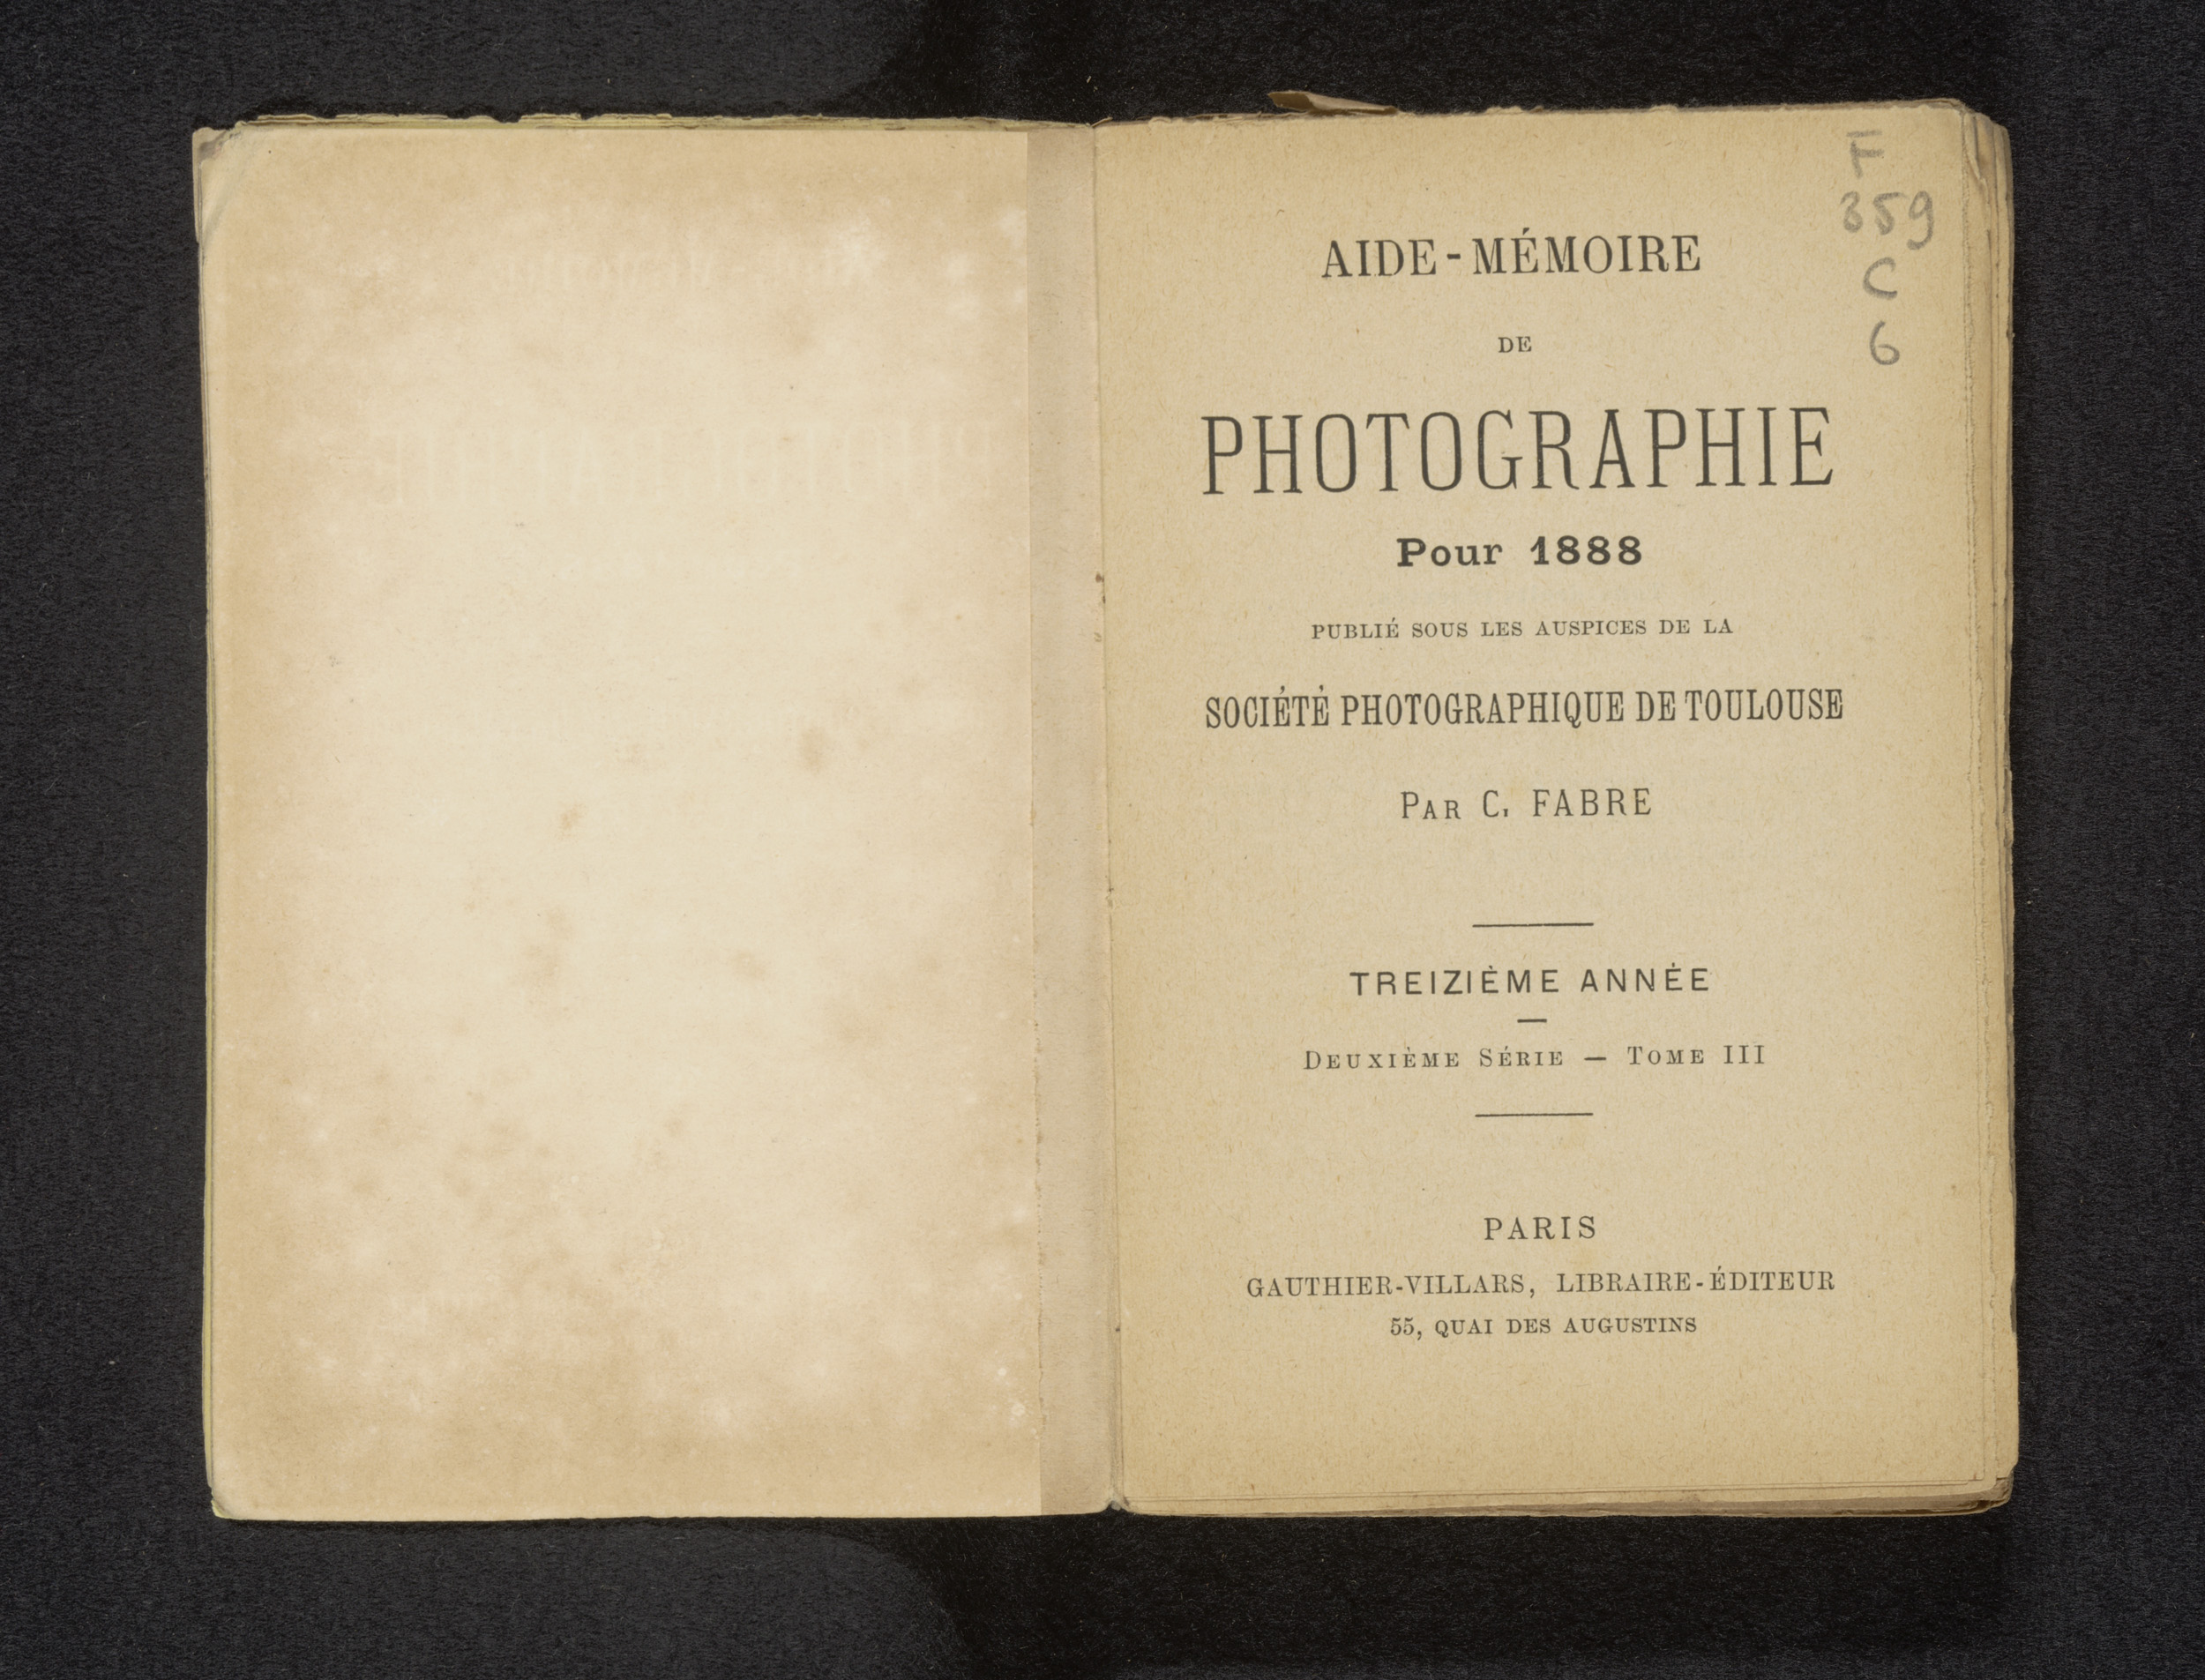 F
359
C
6
AIDE-MÉMOIRE
DE
PHOTOGRAPHIE
Pour 1888
PUBLIÉ SOUS LES AUSPICES DE LA
SOCIÉTÉ PHOTOGRAPHIQUE DE TOULOUSE
PAR C. FABRE
TREIZIÈME ANNÉE
DEUXIÈME SÉRIE — TOME III
PARIS
GAUTHIER-VILLARS, LIBRAIRE-ÉDITEUR
55, QUAI DES AUGUSTINS